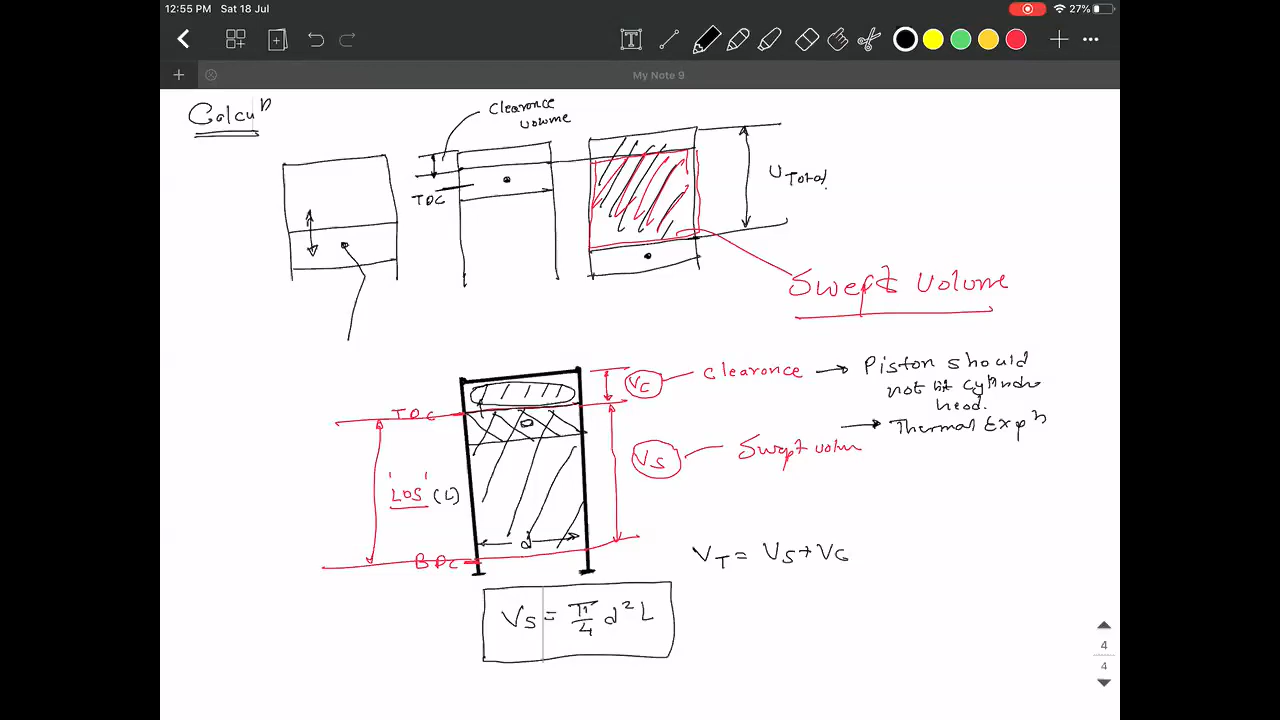 12:55 PM Sat 18 Jul
27%
My Note 9
Calcuⁿ
Clearance
volume
TDC
VTotal.
Swept volume
VC
Clearance → Piston should
not hit cylinder
head.
→ Thermal Expⁿ
TDC
VS
Swept volum
'LOS' (L)
d
BDC
VT = VS + VC
VS = π/4 d² L
4
4